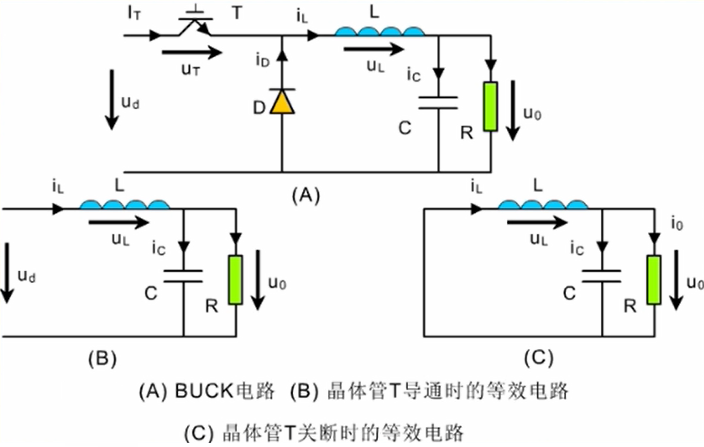 I_T T i_L L
u_T i_D u_L i_C
u_d D C R u_0
(A)
i_L L i_L L
u_L i_C u_L i_C i_0
u_d C R u_0 C R u_0
(B) (C)
(A) BUCK电路 (B) 晶体管T导通时的等效电路
(C) 晶体管T关断时的等效电路